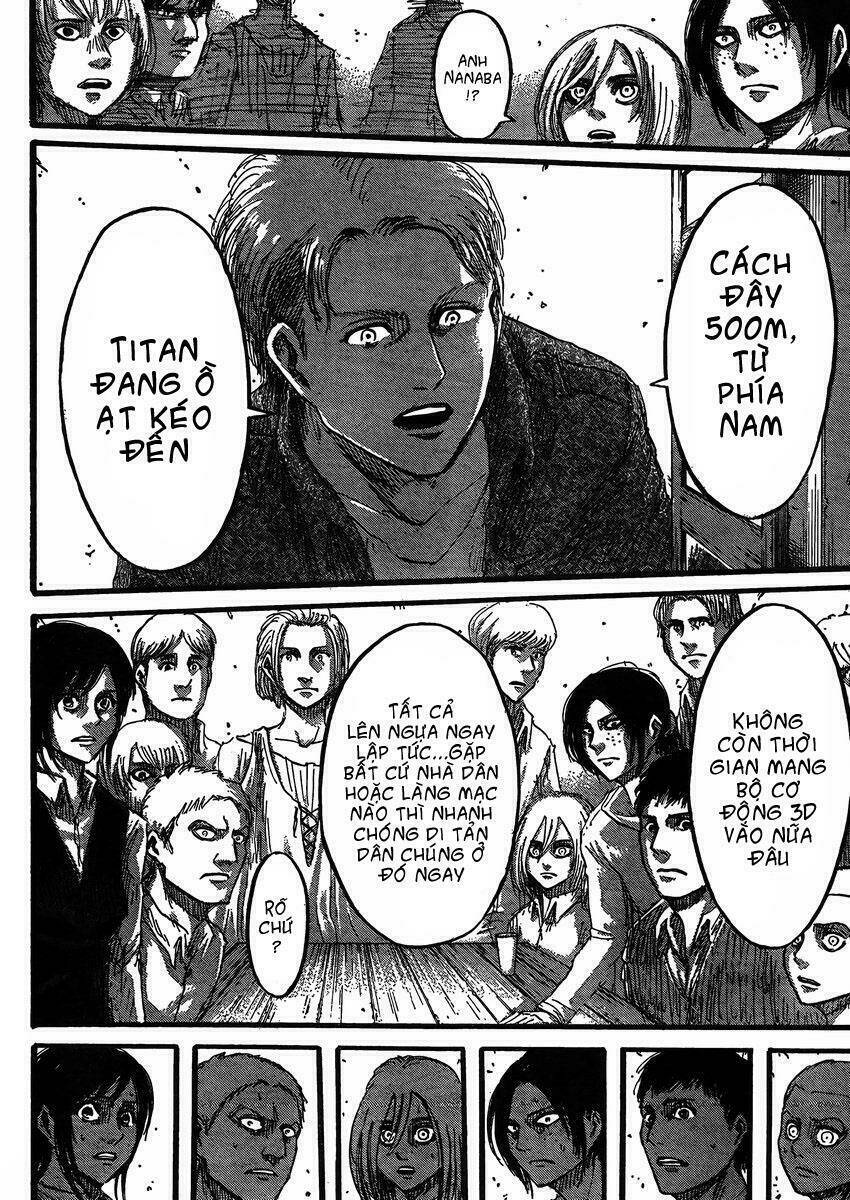 ANH
NANABA
!?
CÁCH
ĐÂY
500M,
TỪ
PHÍA
NAM
TITAN
ĐANG Ồ
ẠT KÉO
ĐẾN
KHÔNG
CÒN THỜI
GIAN MANG
BỘ CƠ
ĐỘNG 3D
VÀO NỮA
ĐÂU
TẤT CẢ
LÊN NGỰA NGAY
LẬP TỨC...GẶP
BẤT CỨ NHÀ DÂN
HOẶC LÀNG MẠC
NÀO THÌ NHANH
CHÓNG DI TẢN
DÂN CHÚNG Ở
ĐÓ NGAY
RÕ
CHỨ
?